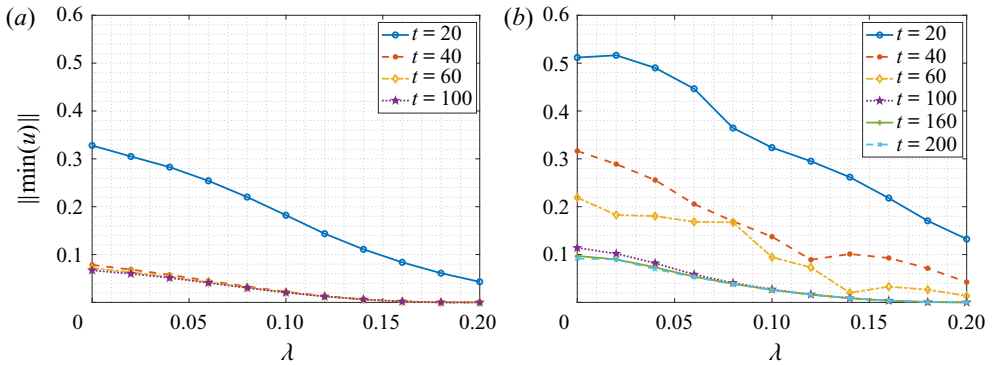 (a)
0.6
0.5
0.4
0.3
0.2
0.1
0
0.05
0.10
0.15
0.20
λ
||min(u)||
t = 20
t = 40
t = 60
t = 100
(b)
0.6
0.5
0.4
0.3
0.2
0.1
0
0.05
0.10
0.15
0.20
λ
t = 20
t = 40
t = 60
t = 100
t = 160
t = 200